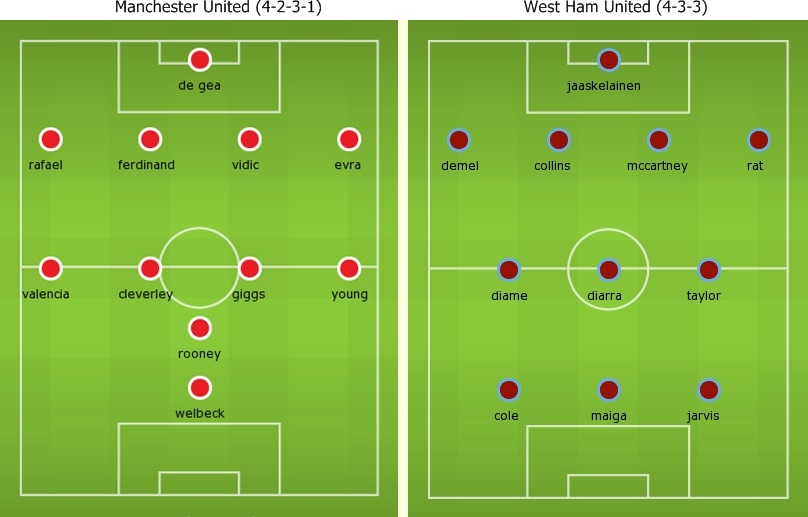 Manchester United (4-2-3-1)
de gea
rafael ferdinand vidic evra
valencia cleverley giggs young
rooney
welbeck
West Ham United (4-3-3)
jaaskelainen
demel collins mccartney rat
diame diarra taylor
cole maiga jarvis